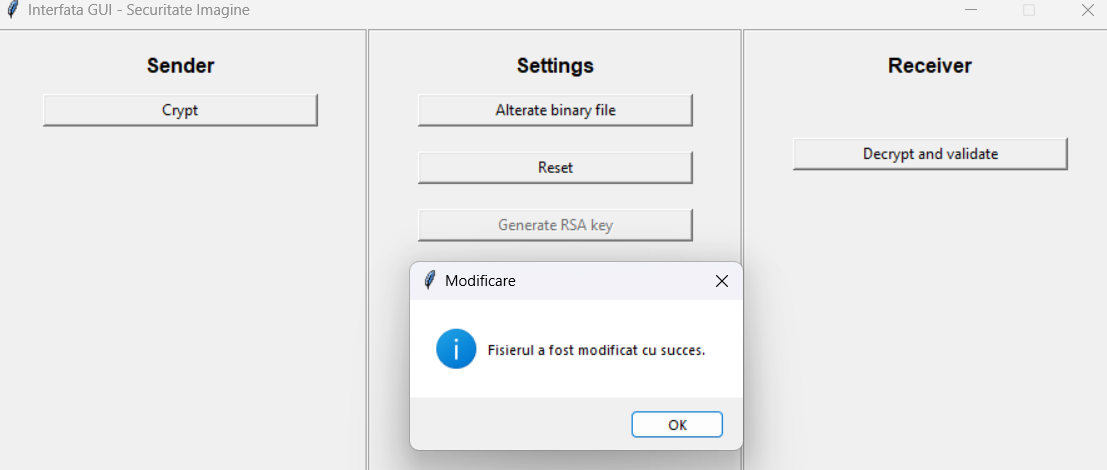 Interfata GUI - Securitate Imagine
Sender
Crypt
Settings
Alterate binary file
Reset
Generate RSA key
Receiver
Decrypt and validate
Modificare
Fisierul a fost modificat cu succes.
OK